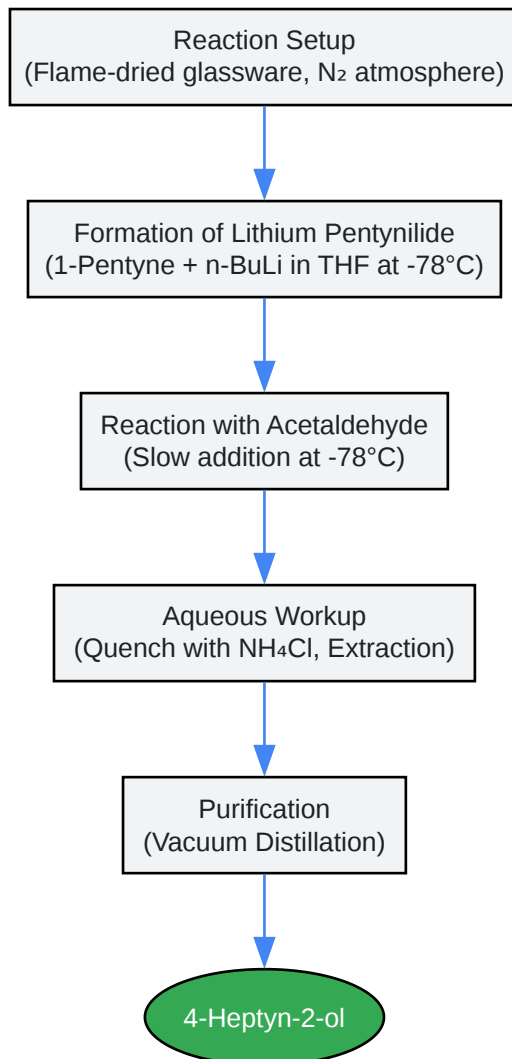 Reaction Setup
(Flame-dried glassware, N₂ atmosphere)
Formation of Lithium Pentynilide
(1-Pentyne + n-BuLi in THF at -78°C)
Reaction with Acetaldehyde
(Slow addition at -78°C)
Aqueous Workup
(Quench with NH₄Cl, Extraction)
Purification
(Vacuum Distillation)
4-Heptyn-2-ol